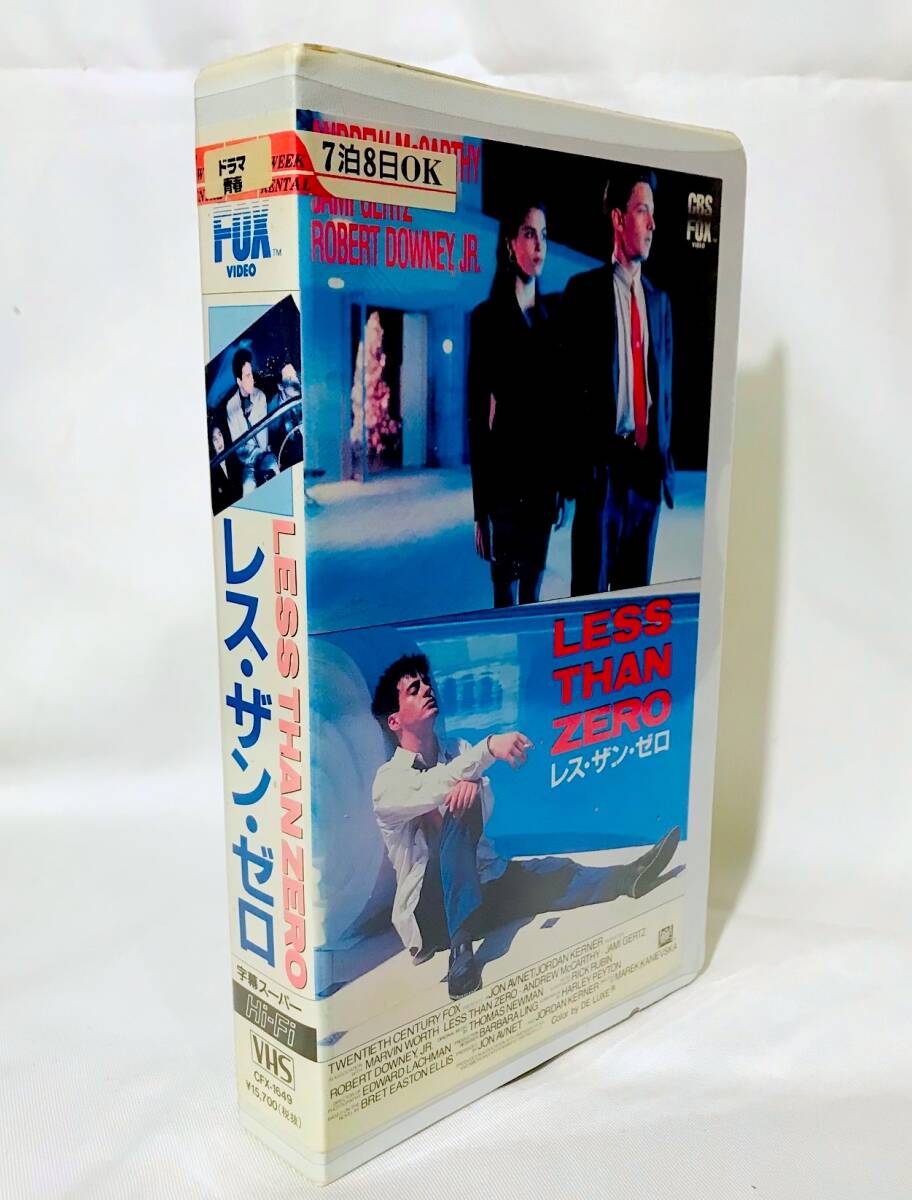 ドラマ
青春
WEEK
RENTAL
7泊8日OK
FOX
VIDEO
LESS THAN ZERO
レス・ザン・ゼロ
字幕スーパー
Hi-Fi
VHS
CFX-1649
¥15,700(税抜)
ANDREW McCARTHY
JAMI GERTZ
ROBERT DOWNEY, JR.
CBS
FOX
VIDEO
LESS
THAN
ZERO
レス・ザン・ゼロ
TWENTIETH CENTURY FOX JON AVNET/JORDAN KERNER
MARVIN WORTH LESS THAN ZERO · ANDREW McCARTHY · JAMI GERTZ
ROBERT DOWNEY, JR. THOMAS NEWMAN RICK RUBIN
EDWARD LACHMAN BARBARA LING HARLEY PEYTON
BRET EASTON ELLIS JON AVNET JORDAN KERNER MAREK KANIEVSKA
Color by DE LUXE®